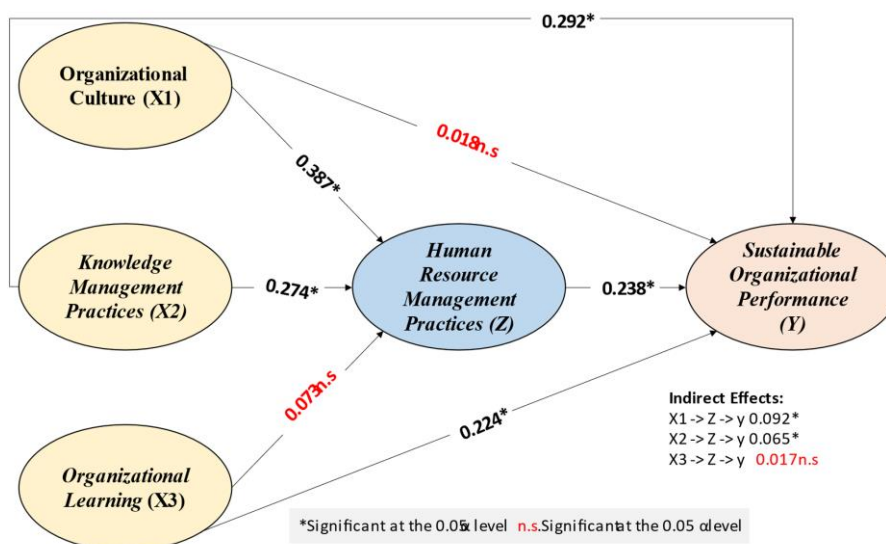 0.292*
Organizational
Culture (X1)
0.018n.s
0.387*
Knowledge
Management
Practices (X2)
0.274*
Human
Resource
Management
Practices (Z)
0.238*
Sustainable
Organizational
Performance
(Y)
0.073n.s
0.224*
Organizational
Learning (X3)
Indirect Effects:
X1 -> Z -> y 0.092*
X2 -> Z -> y 0.065*
X3 -> Z -> y 0.017n.s
*Significant at the 0.05α level n.s.Significant at the 0.05 αlevel